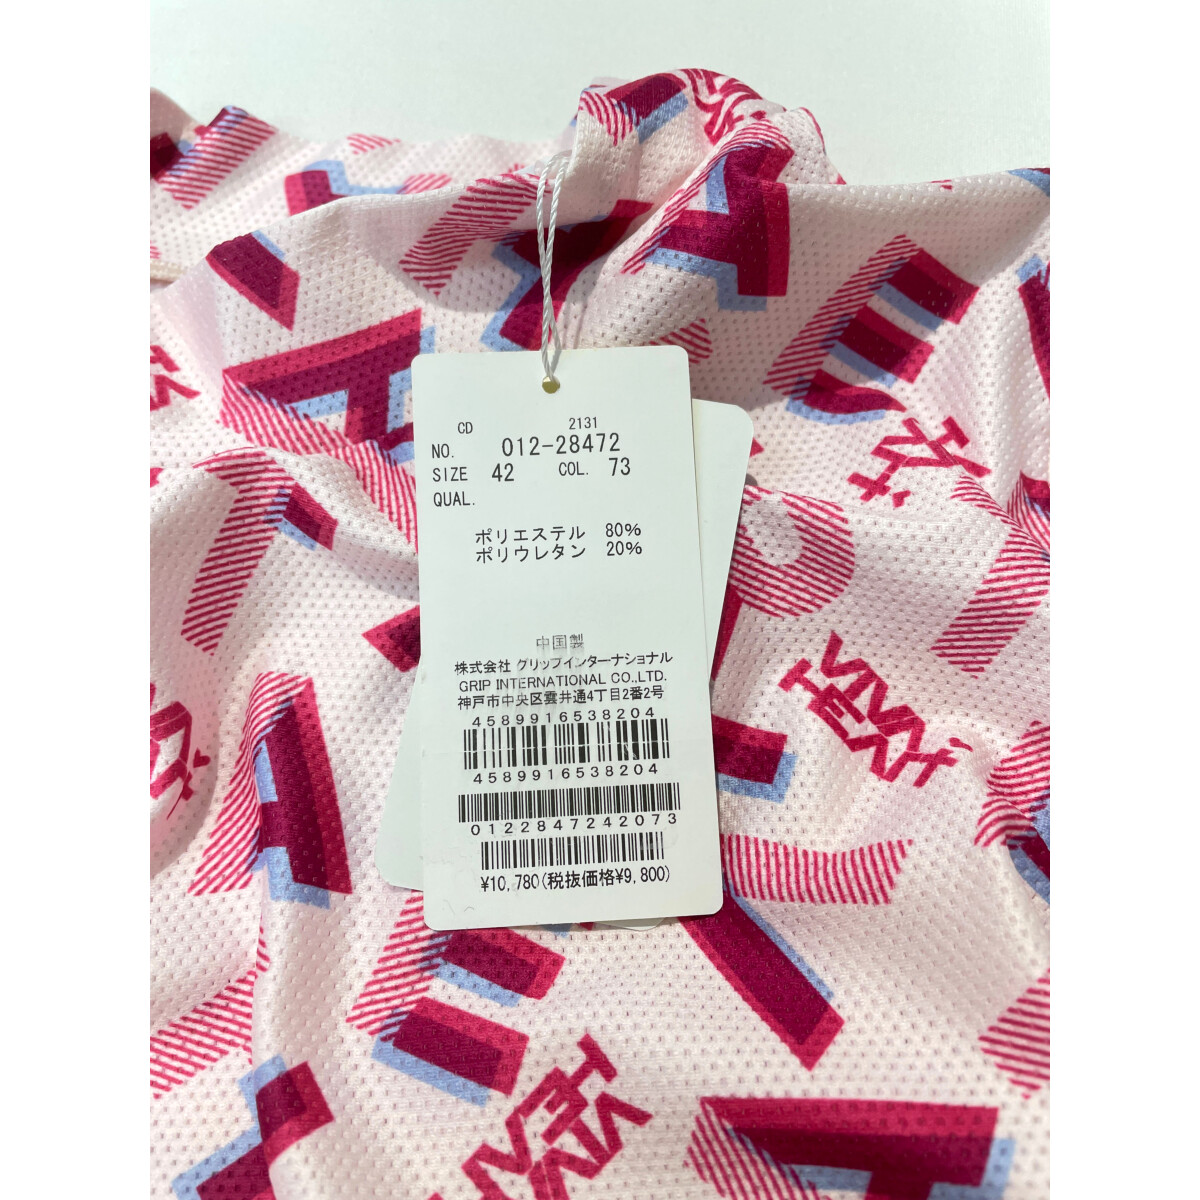 CD 2131
NO. 012-28472
SIZE 42 COL. 73
QUAL.
ポリエステル 80%
ポリウレタン 20%
中国製
株式会社 グリップインターナショナル
GRIP INTERNATIONAL CO.,LTD.
神戸市中央区雲井通4丁目2番2号
4589916538204
4589916538204
0122847242073
¥10,780(税抜価格¥9,800)
VIVA
HEART